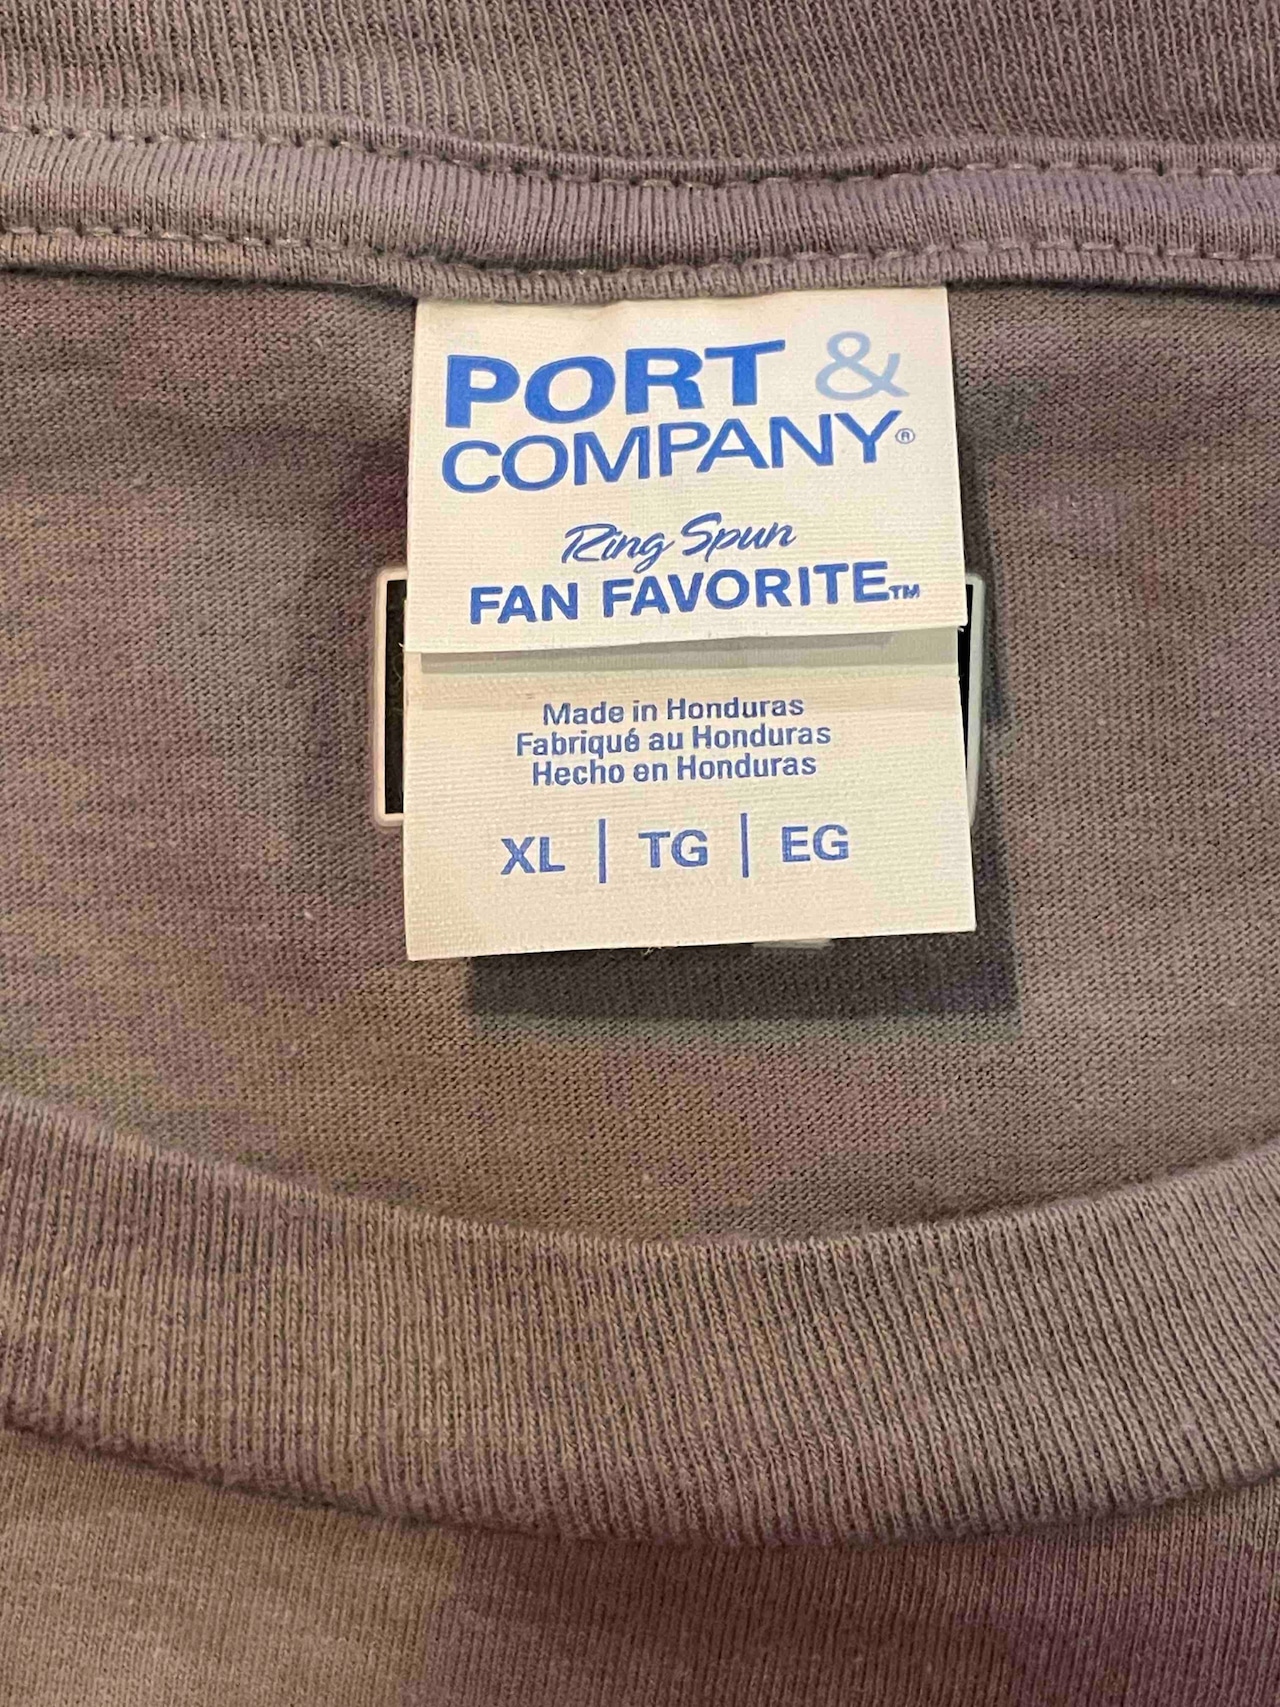 PORT &
COMPANY®
Ring Spun
FAN FAVORITE™
Made in Honduras
Fabriqué au Honduras
Hecho en Honduras
XL | TG | EG